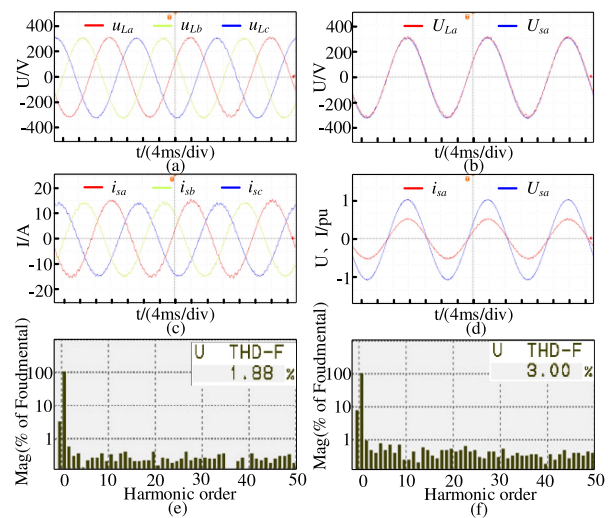 u_La u_Lb u_Lc
U/V
400
200
0
-200
-400
t/(4ms/div)
(a)
U_La U_sa
U/V
400
200
0
-200
-400
t/(4ms/div)
(b)
i_sa i_sb i_sc
I/A
20
10
0
-10
-20
t/(4ms/div)
(c)
i_sa U_sa
U、I/pu
1
0
-1
t/(4ms/div)
(d)
Mag(% of Foudmental)
100
10
1
U THD-F
1.88 %
0 10 20 30 40 50
Harmonic order
(e)
Mag(% of Foudmental)
100
10
1
U THD-F
3.00 %
0 10 20 30 40 50
Harmonic order
(f)